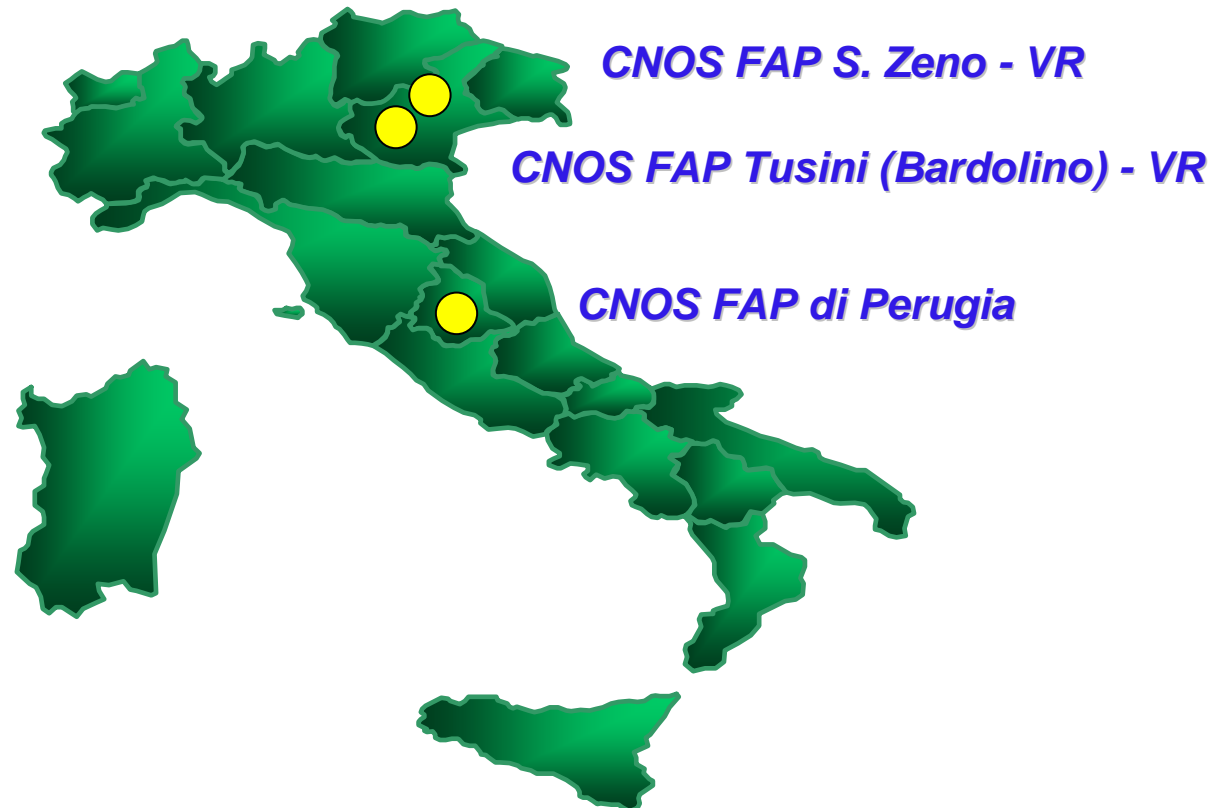 CNOS FAP S. Zeno - VR
CNOS FAP Tusini (Bardolino) - VR
CNOS FAP di Perugia